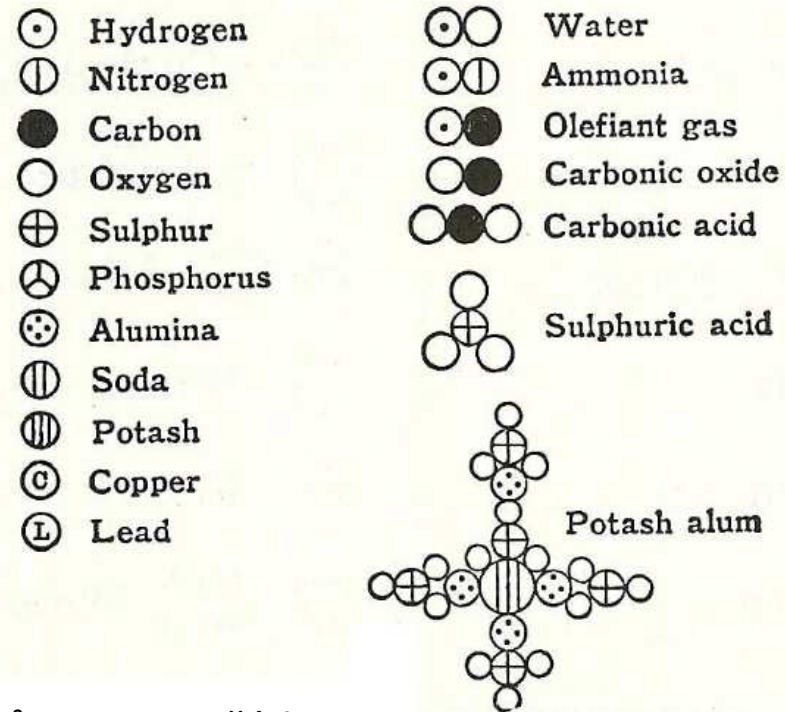 Hydrogen
Nitrogen
Carbon
Oxygen
Sulphur
Phosphorus
Alumina
Soda
Potash
C Copper
L Lead
Water
Ammonia
Olefiant gas
Carbonic oxide
Carbonic acid
Sulphuric acid
Potash alum